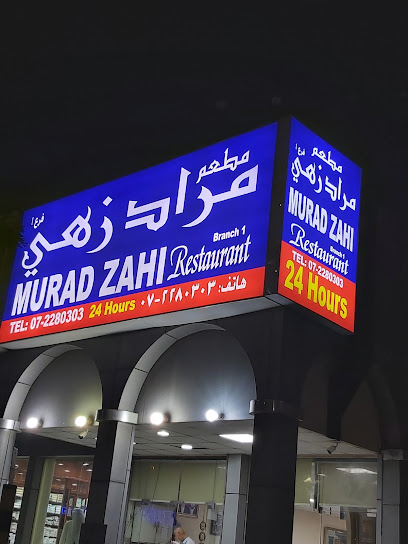 مطعم
مراد زهي
فرع ١
Branch 1
MURAD ZAHI Restaurant
TEL: 07-2280303 24 Hours هاتف: ٠٧-٢٢٨٠٣٠٣
مطعم
مراد زهي
فرع ١
MURAD ZAHI
Branch 1
Restaurant
TEL: 07-2280303
24 Hours